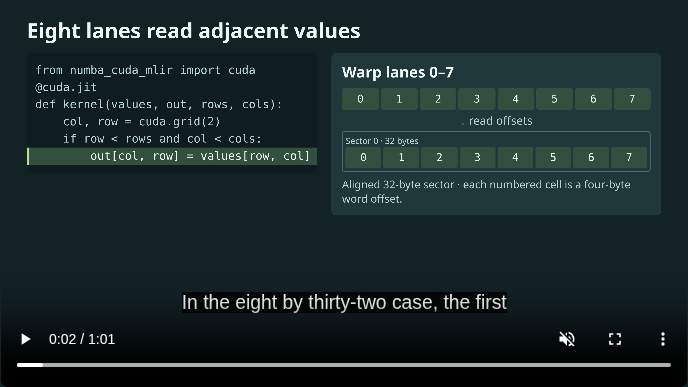 Eight lanes read adjacent values
from numba_cuda_mlir import cuda
@cuda.jit
def kernel(values, out, rows, cols):
    col, row = cuda.grid(2)
    if row < rows and col < cols:
        out[col, row] = values[row, col]
Warp lanes 0–7
0 1 2 3 4 5 6 7
↓ read offsets
Sector 0 · 32 bytes
0 1 2 3 4 5 6 7
Aligned 32-byte sector · each numbered cell is a four-byte
word offset.
In the eight by thirty-two case, the first
0:02 / 1:01